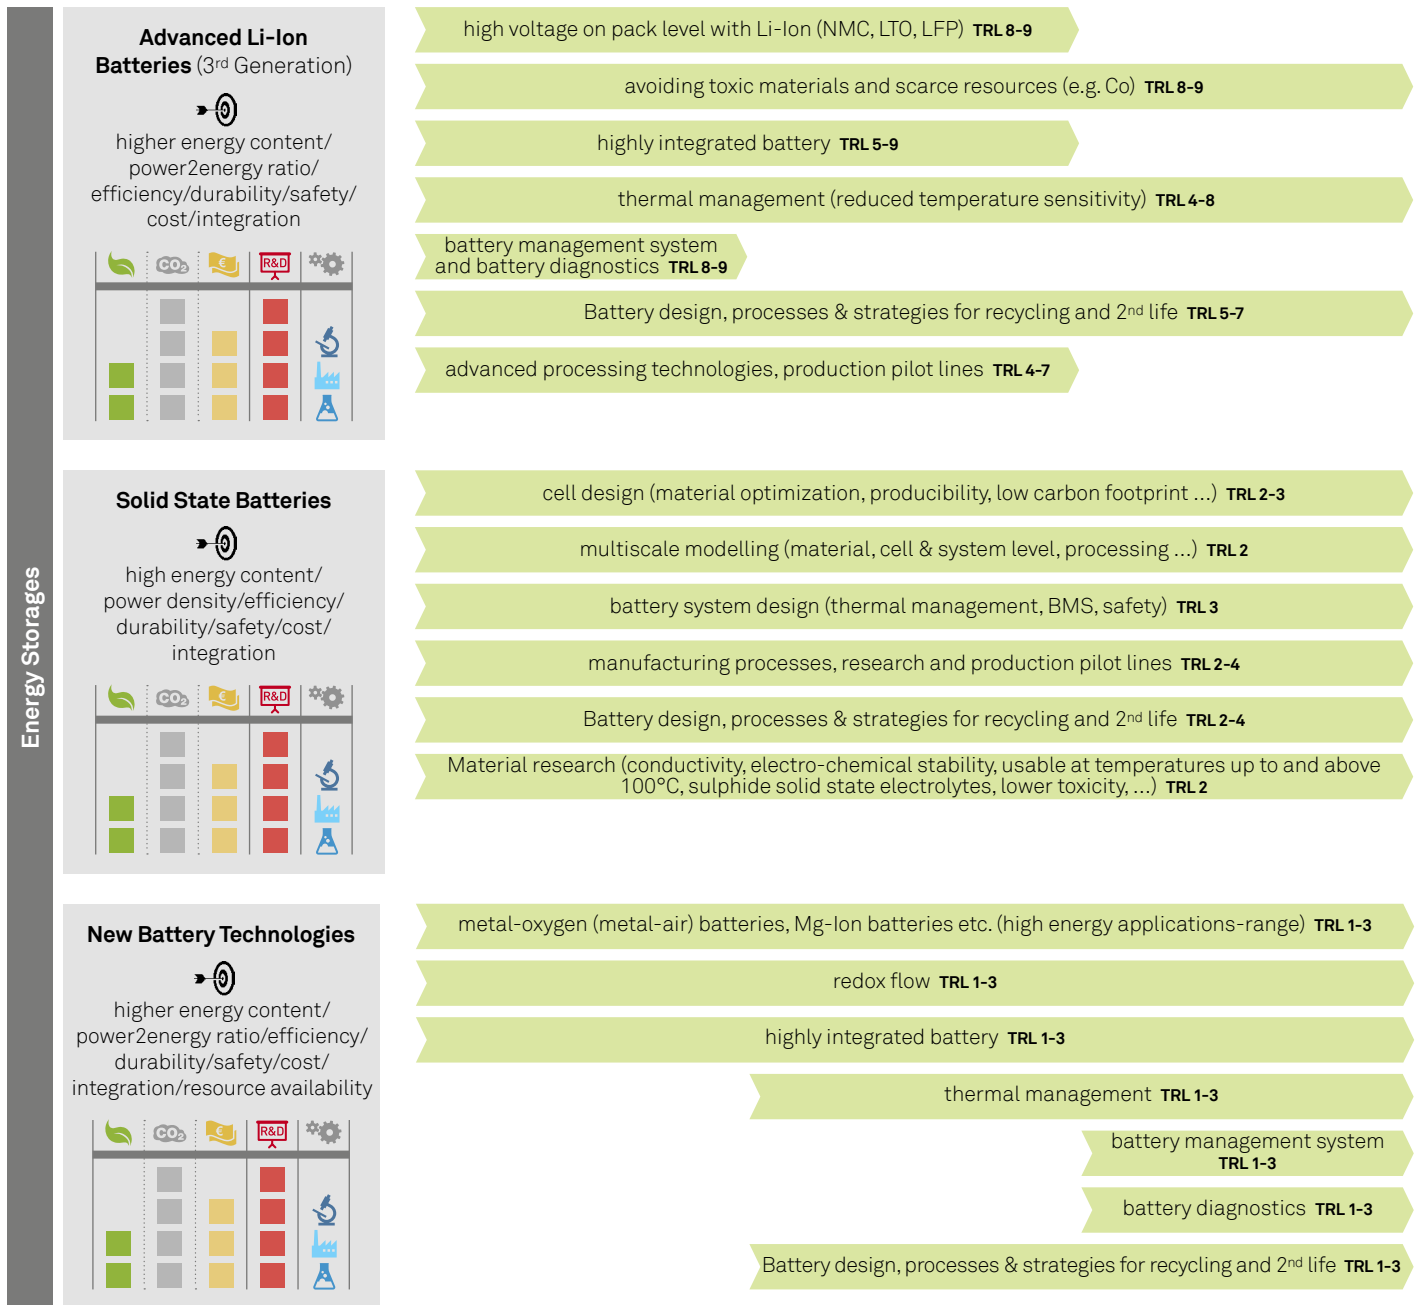 Energy Storages
Advanced Li-Ion
Batteries (3rd Generation)
higher energy content/
power2energy ratio/
efficiency/durability/safety/
cost/integration
CO2
€
R&D
high voltage on pack level with Li-Ion (NMC, LTO, LFP) TRL 8-9
avoiding toxic materials and scarce resources (e.g. Co) TRL 8-9
highly integrated battery TRL 5-9
thermal management (reduced temperature sensitivity) TRL 4-8
battery management system
and battery diagnostics TRL 8-9
Battery design, processes & strategies for recycling and 2nd life TRL 5-7
advanced processing technologies, production pilot lines TRL 4-7
Solid State Batteries
high energy content/
power density/efficiency/
durability/safety/cost/
integration
CO2
€
R&D
cell design (material optimization, producibility, low carbon footprint ...) TRL 2-3
multiscale modelling (material, cell & system level, processing ...) TRL 2
battery system design (thermal management, BMS, safety) TRL 3
manufacturing processes, research and production pilot lines TRL 2-4
Battery design, processes & strategies for recycling and 2nd life TRL 2-4
Material research (conductivity, electro-chemical stability, usable at temperatures up to and above
100°C, sulphide solid state electrolytes, lower toxicity, ...) TRL 2
New Battery Technologies
higher energy content/
power2energy ratio/efficiency/
durability/safety/cost/
integration/resource availability
CO2
€
R&D
metal-oxygen (metal-air) batteries, Mg-Ion batteries etc. (high energy applications-range) TRL 1-3
redox flow TRL 1-3
highly integrated battery TRL 1-3
thermal management TRL 1-3
battery management system
TRL 1-3
battery diagnostics TRL 1-3
Battery design, processes & strategies for recycling and 2nd life TRL 1-3